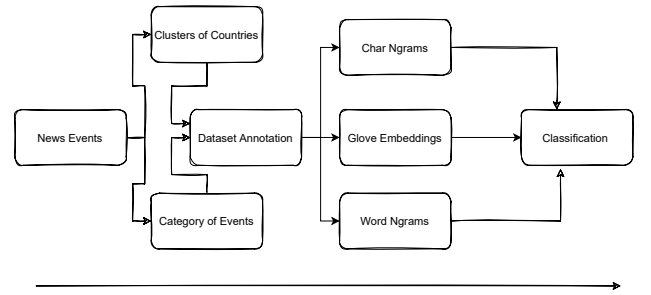 Clusters of Countries
Char Ngrams
News Events
Dataset Annotation
Glove Embeddings
Classification
Category of Events
Word Ngrams